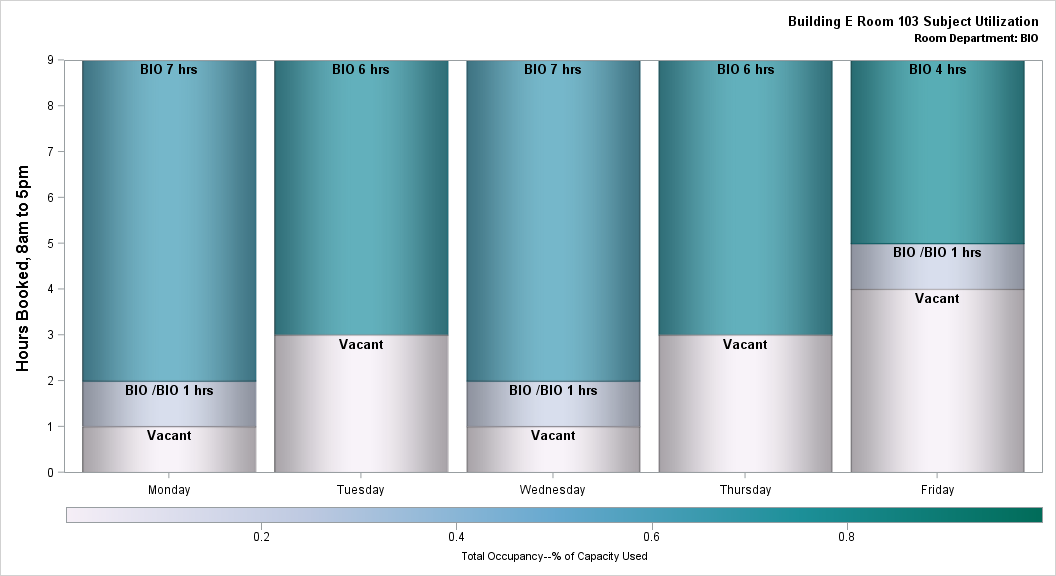 Building E Room 103 Subject Utilization
Room Department: BIO
Hours Booked, 8am to 5pm
9
8
7
6
5
4
3
2
1
0
BIO 7 hrs
BIO /BIO 1 hrs
Vacant
BIO 6 hrs
Vacant
BIO 7 hrs
BIO /BIO 1 hrs
Vacant
BIO 6 hrs
Vacant
BIO 4 hrs
BIO /BIO 1 hrs
Vacant
Monday
Tuesday
Wednesday
Thursday
Friday
0.2
0.4
0.6
0.8
Total Occupancy--% of Capacity Used